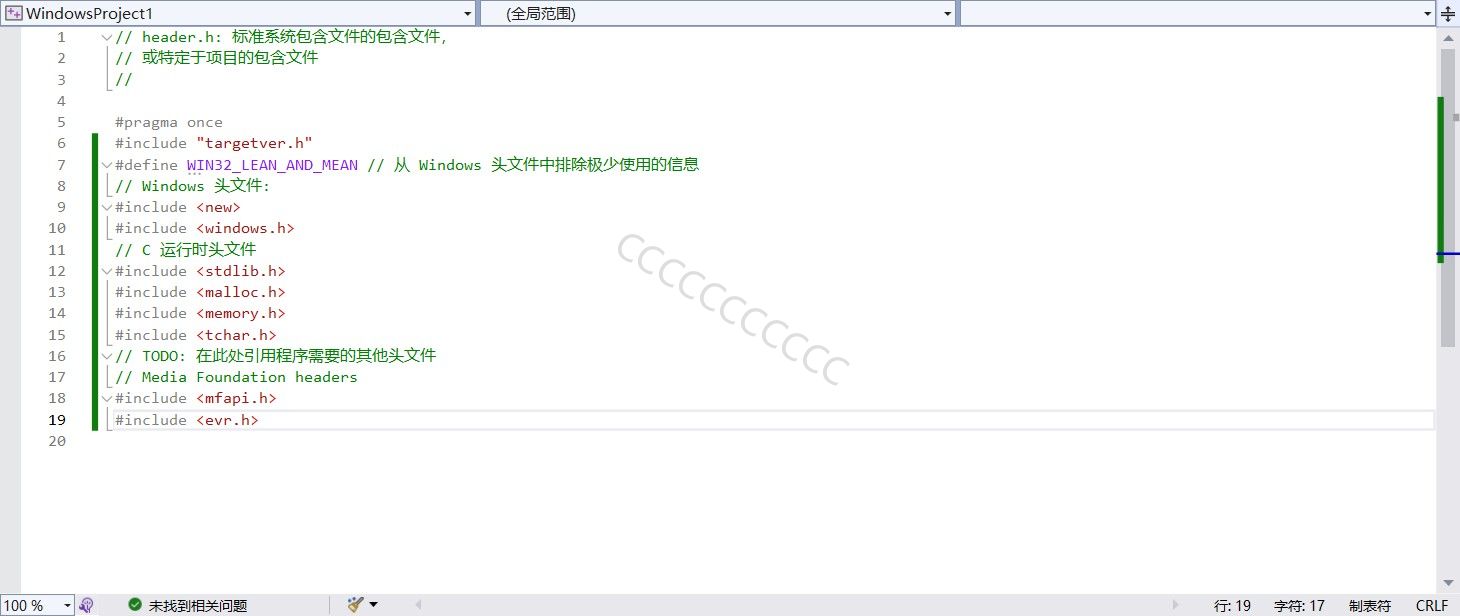 WindowsProject1 (全局范围)
1 // header.h: 标准系统包含文件的包含文件,
2 // 或特定于项目的包含文件
3 //
4
5 #pragma once
6 #include "targetver.h"
7 #define WIN32_LEAN_AND_MEAN // 从 Windows 头文件中排除极少使用的信息
8 // Windows 头文件:
9 #include <new>
10 #include <windows.h>
11 // C 运行时头文件
12 #include <stdlib.h>
13 #include <malloc.h>
14 #include <memory.h>
15 #include <tchar.h>
16 // TODO: 在此处引用程序需要的其他头文件
17 // Media Foundation headers
18 #include <mfapi.h>
19 #include <evr.h>
20
CCCCCCCCCCC
100 % 未找到相关问题 行: 19 字符: 17 制表符 CRLF